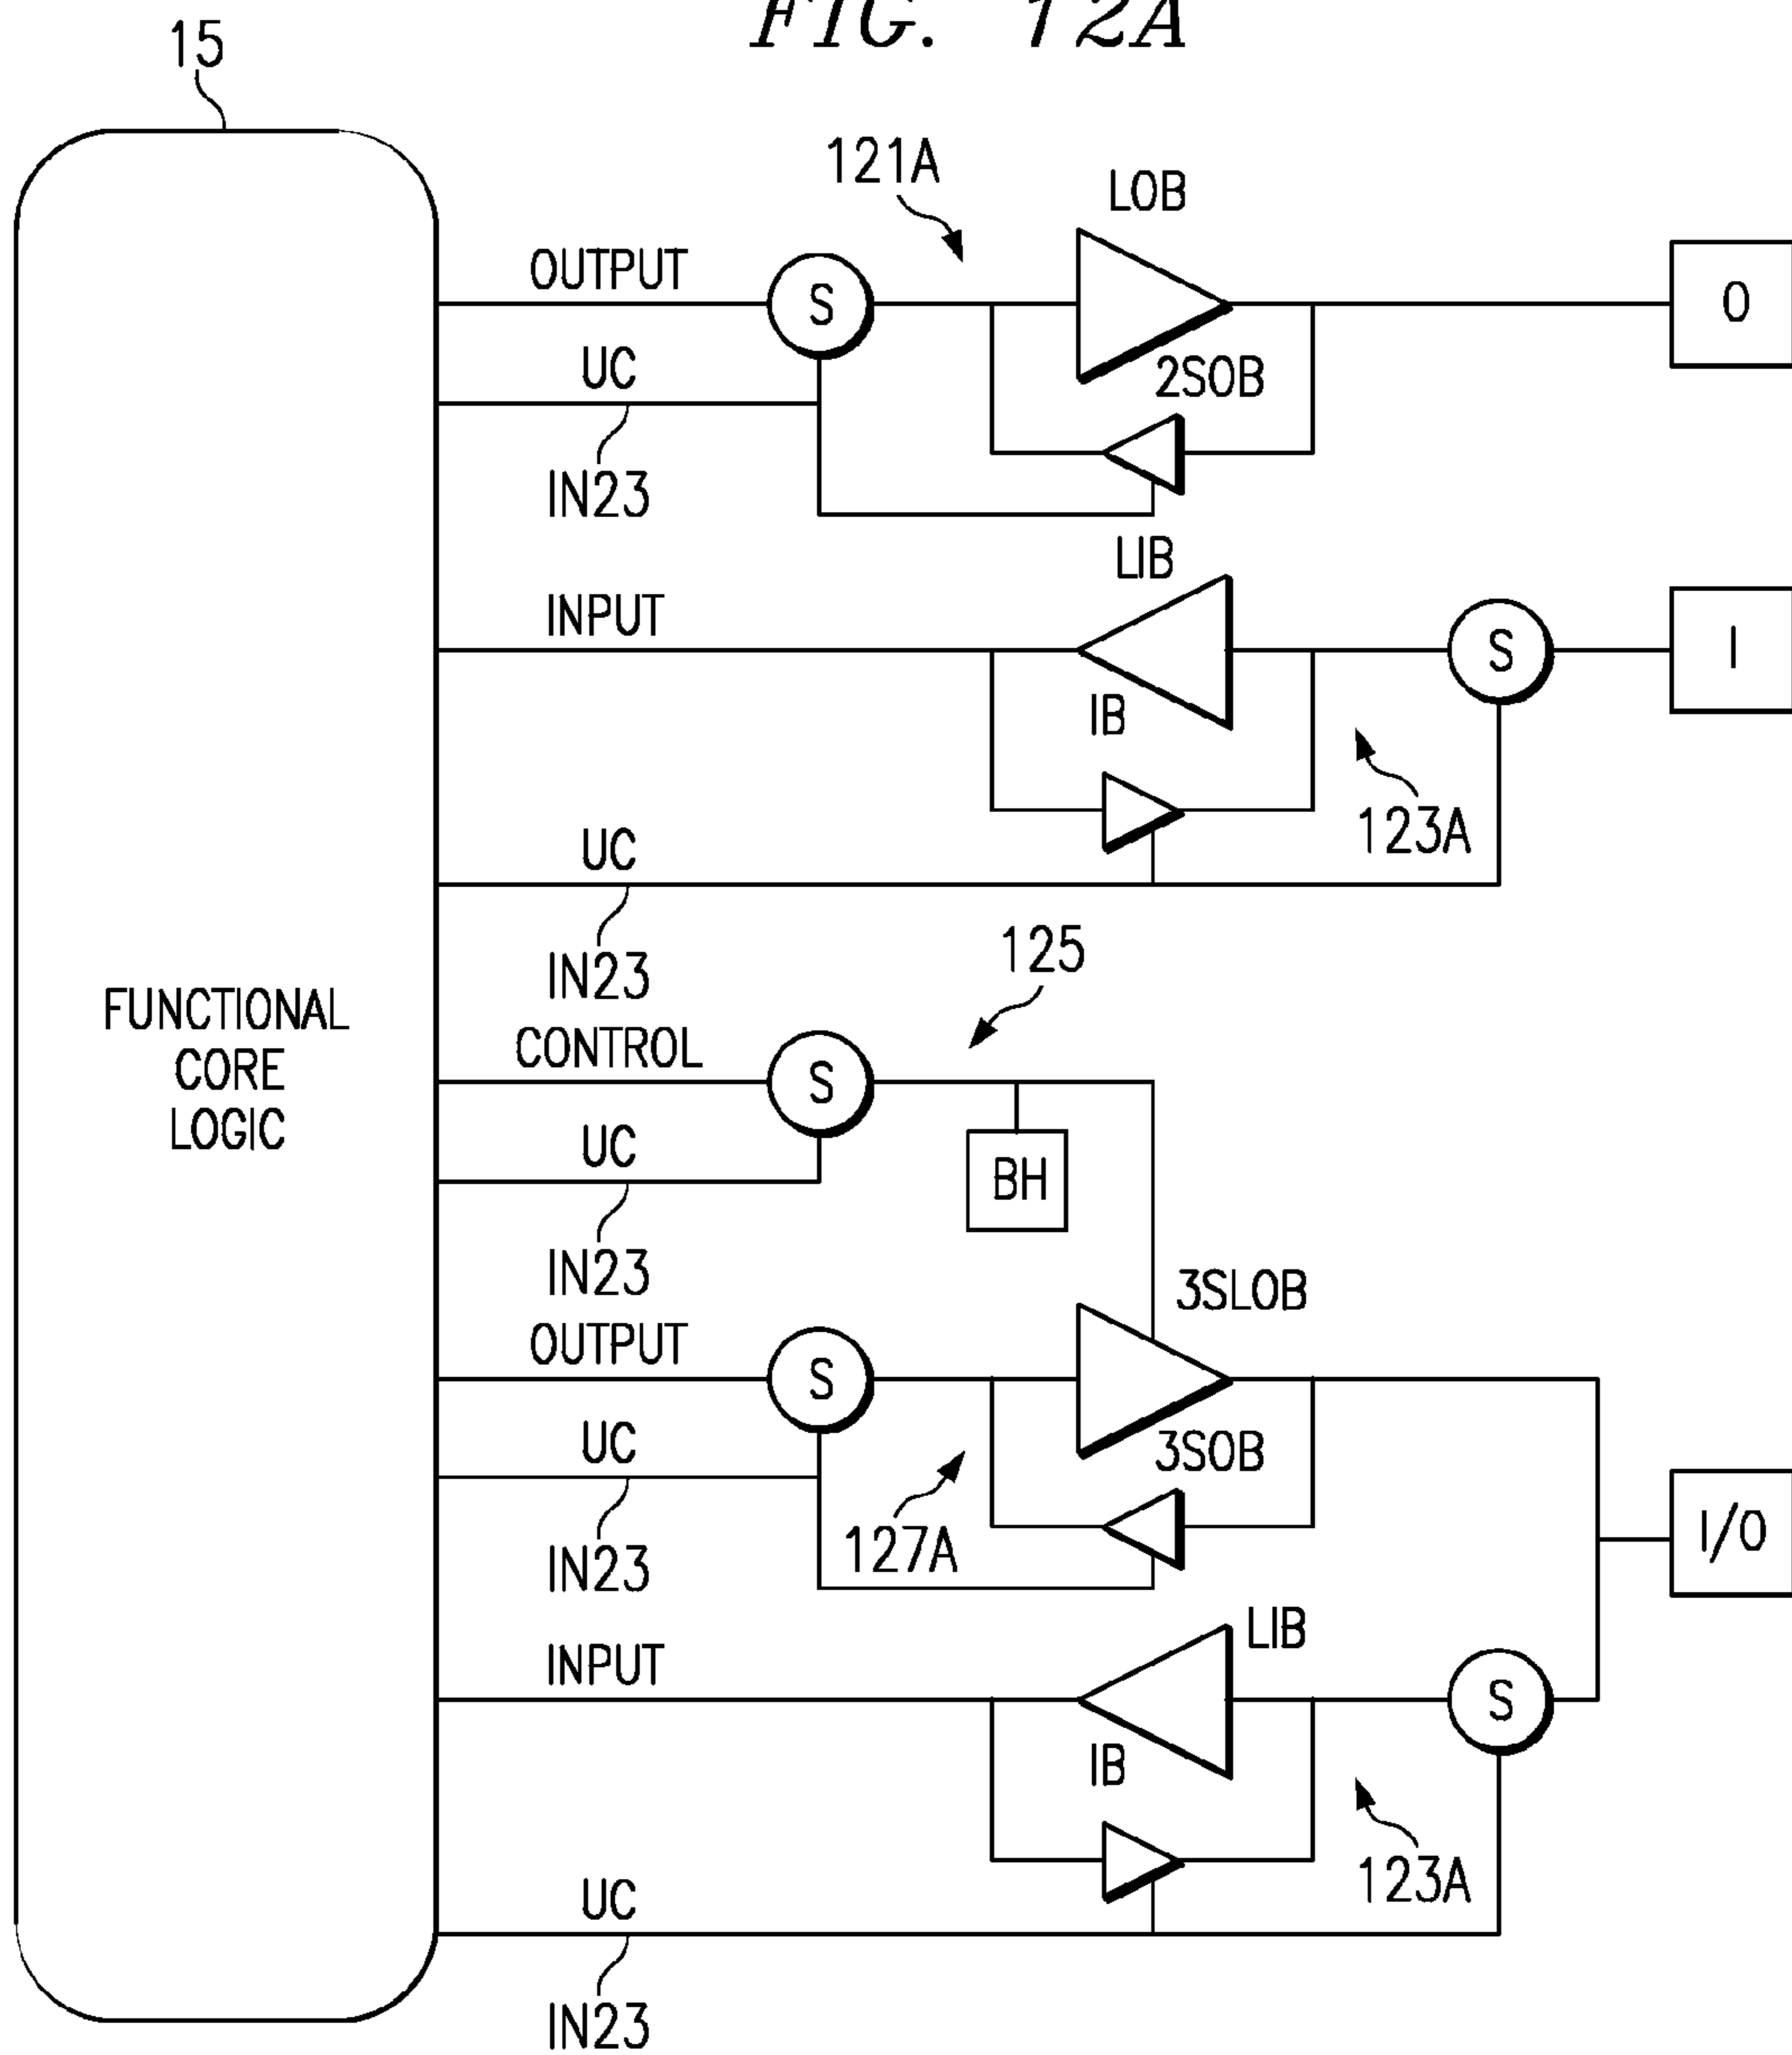 FIG. 12A
15
121A
LOB
OUTPUT
S
O
UC
2SOB
IN23
LIB
INPUT
S
I
IB
123A
UC
IN23
125
FUNCTIONAL
CORE
LOGIC
CONTROL
S
UC
BH
IN23
3SLOB
OUTPUT
S
UC
3SOB
127A
IN23
I/O
LIB
INPUT
S
IB
123A
UC
IN23